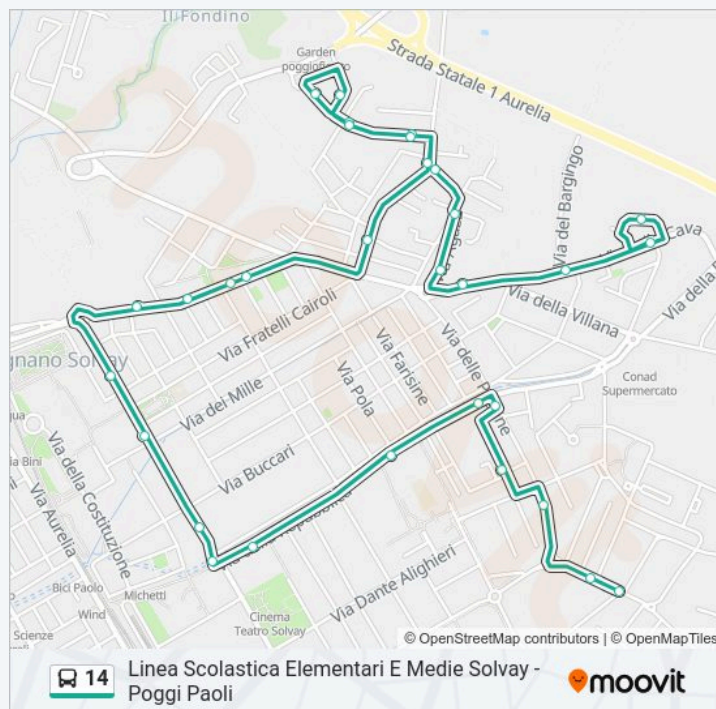 Il Fondino
Garden
Strada Statale 1 Aurelia
Via del Bargingo
Cava
Via della Villana
Via Fratelli Cairoli
Via Farisine
Via Pola
Via dei Mille
Conad
Supermercato
gnano Solvay
Via Buccari
Via Bini
Via della Costituzione
Via Aurelia
Via Dante Alighieri
Bici Paolo
Michetti
Wind
Cinema
Teatro Solvay
Scienze
© OpenStreetMap contributors | © OpenMapTiles
14
Linea Scolastica Elementari E Medie Solvay -
Poggi Paoli
moovit